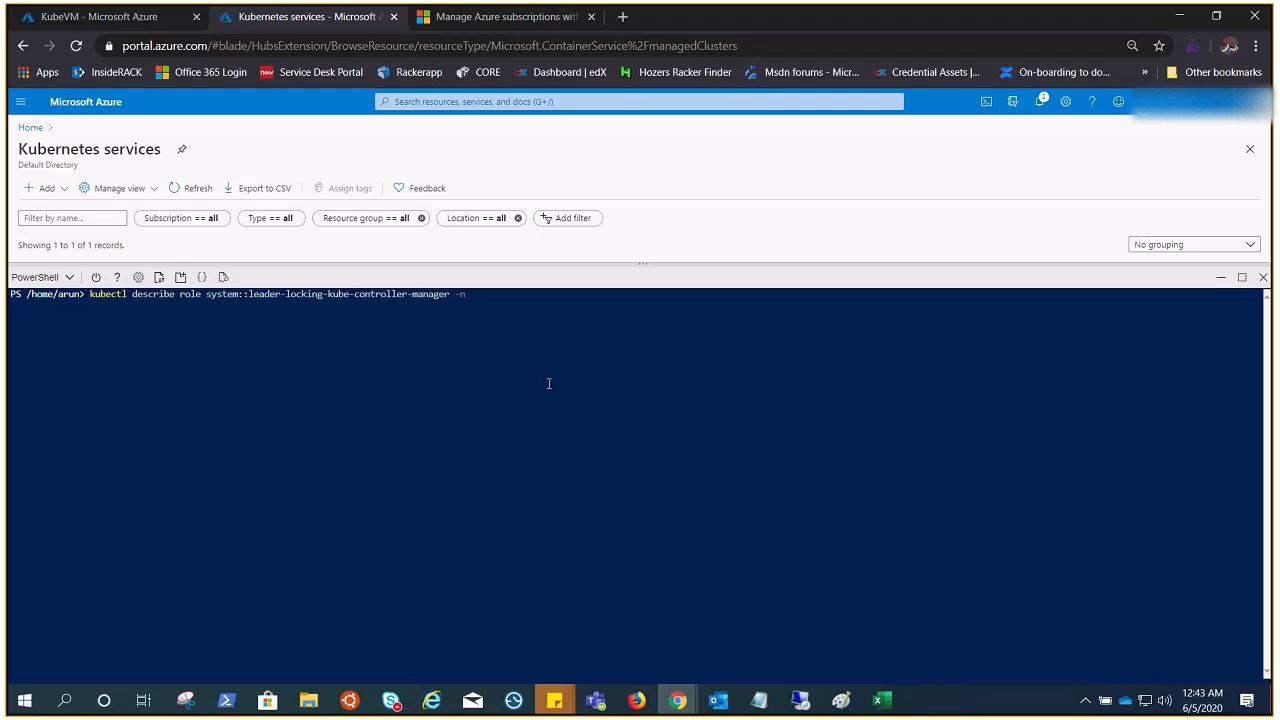 KubeVM - Microsoft Azure
Kubernetes services - Microsoft A
Manage Azure subscriptions with
portal.azure.com/#blade/HubsExtension/BrowseResource/resourceType/Microsoft.ContainerService%2FmanagedClusters
Apps InsideRACK Office 365 Login Service Desk Portal Rackerapp CORE Dashboard | edX Hozers Racker Finder Msdn forums - Micr... Credential Assets |... On-boarding to do... » Other bookmarks
Microsoft Azure
Search resources, services, and docs (G+/)
2
Home >
Kubernetes services
Default Directory
Add Manage view Refresh Export to CSV Assign tags Feedback
Filter by name... Subscription == all Type == all Resource group == all Location == all Add filter
Showing 1 to 1 of 1 records. No grouping
PowerShell ? {}
PS /home/arun> kubectl describe role system::leader-locking-kube-controller-manager -n
12:43 AM
6/5/2020